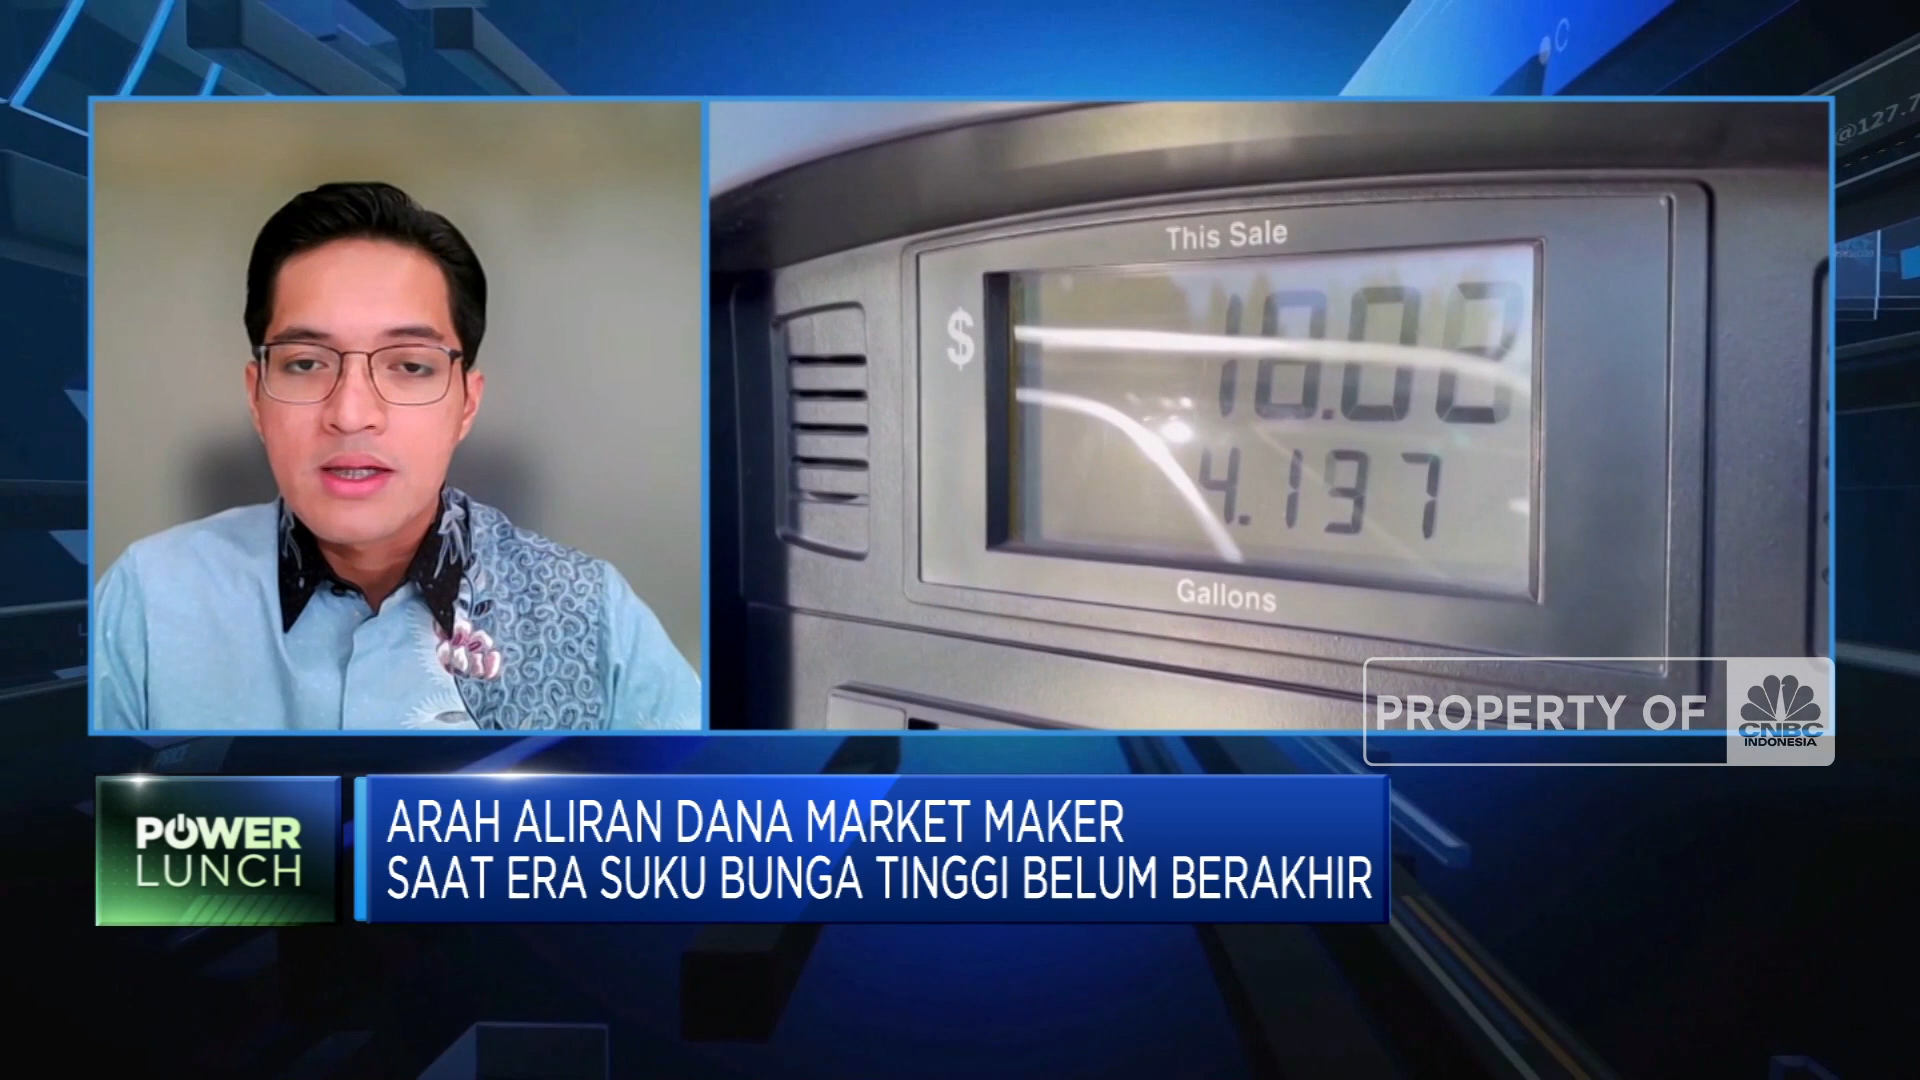 This Sale
$
4.137
Gallons
PROPERTY OF
CNBC
INDONESIA
POWER
LUNCH
ARAH ALIRAN DANA MARKET MAKER
SAAT ERA SUKU BUNGA TINGGI BELUM BERAKHIR